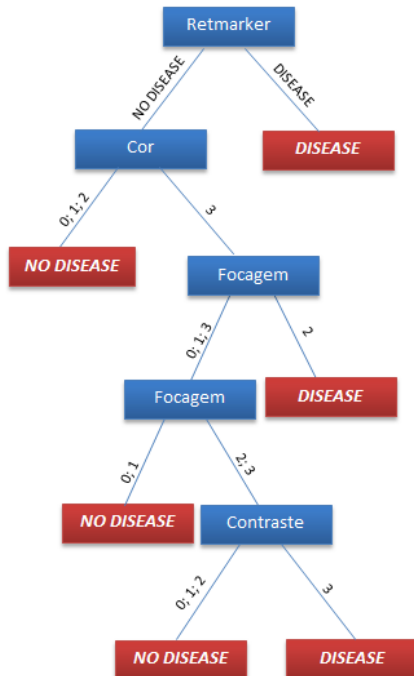 Retmarker
NO DISEASE
DISEASE
Cor
DISEASE
0; 1; 2
3
NO DISEASE
Focagem
0; 1; 3
2
Focagem
DISEASE
0; 1
2; 3
NO DISEASE
Contraste
0; 1; 2
3
NO DISEASE
DISEASE